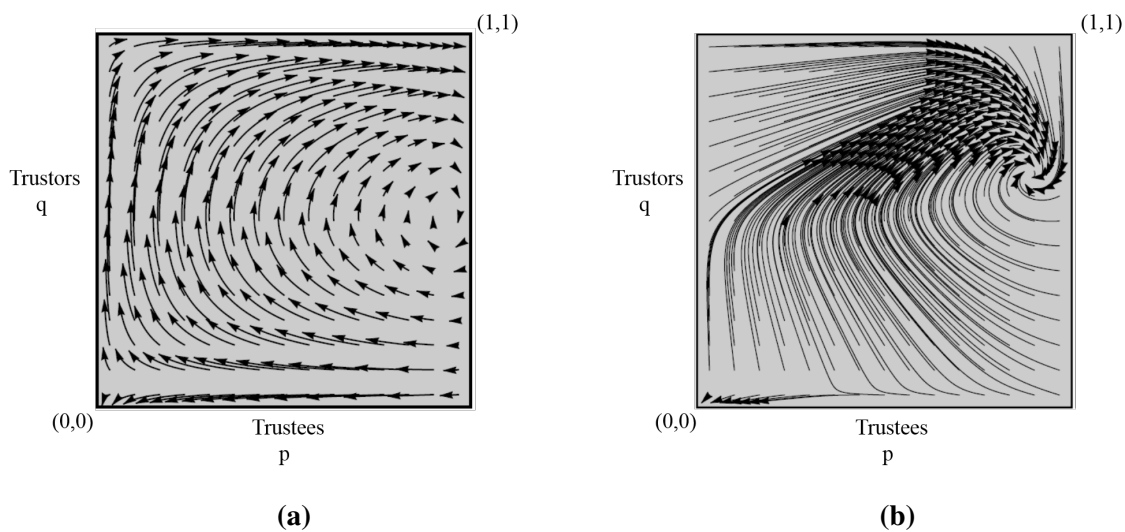 (1,1)
Trustors
q
(0,0)
Trustees
p
(a)
(1,1)
Trustors
q
(0,0)
Trustees
p
(b)